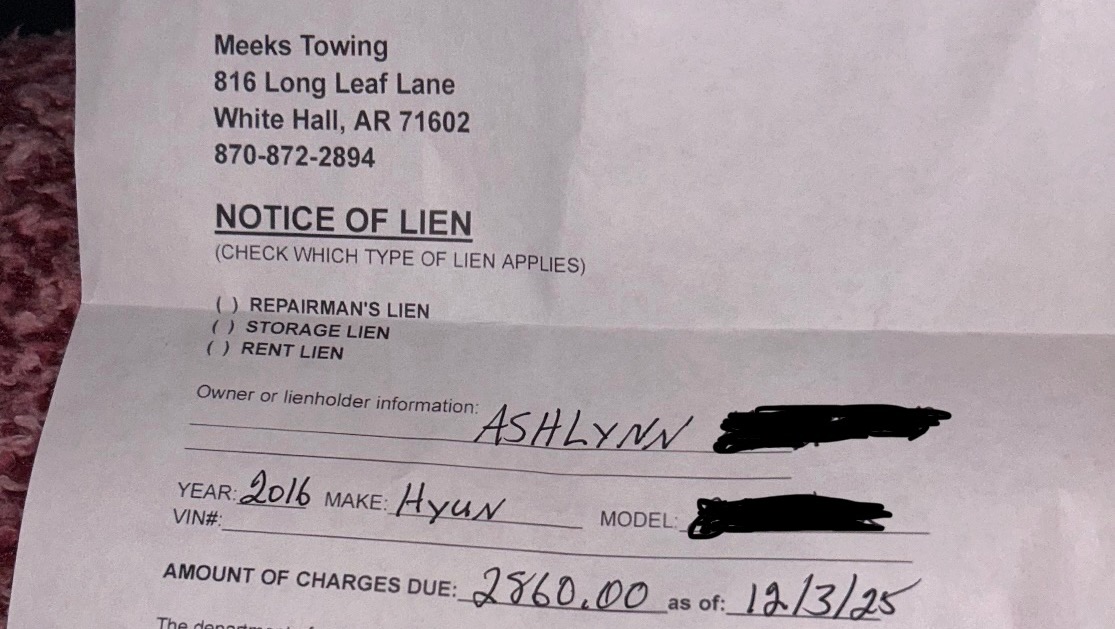 Meeks Towing
816 Long Leaf Lane
White Hall, AR 71602
870-872-2894
NOTICE OF LIEN
(CHECK WHICH TYPE OF LIEN APPLIES)
( ) REPAIRMAN'S LIEN
( ) STORAGE LIEN
( ) RENT LIEN
Owner or lienholder information: ASHLYNN
YEAR: 2016 MAKE: Hyun MODEL:
VIN#:
AMOUNT OF CHARGES DUE: 2860.00 as of: 12/3/25
The